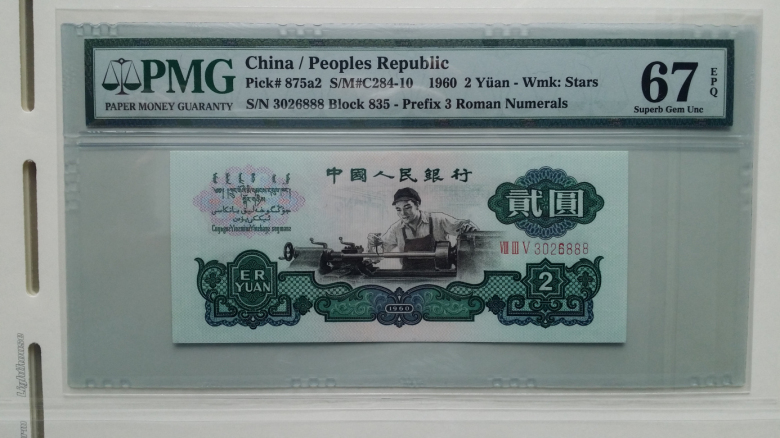 PMG
PAPER MONEY GUARANTY
China / Peoples Republic
Pick# 875a2 S/M#C284-10 1960 2 Yüan - Wmk: Stars
S/N 3026888 Block 835 - Prefix 3 Roman Numerals
67
EPQ
Superb Gem Unc
中國人民銀行
貳圓
VIII III V 3026888
ER
YUAN
2
1960
Lighthouse